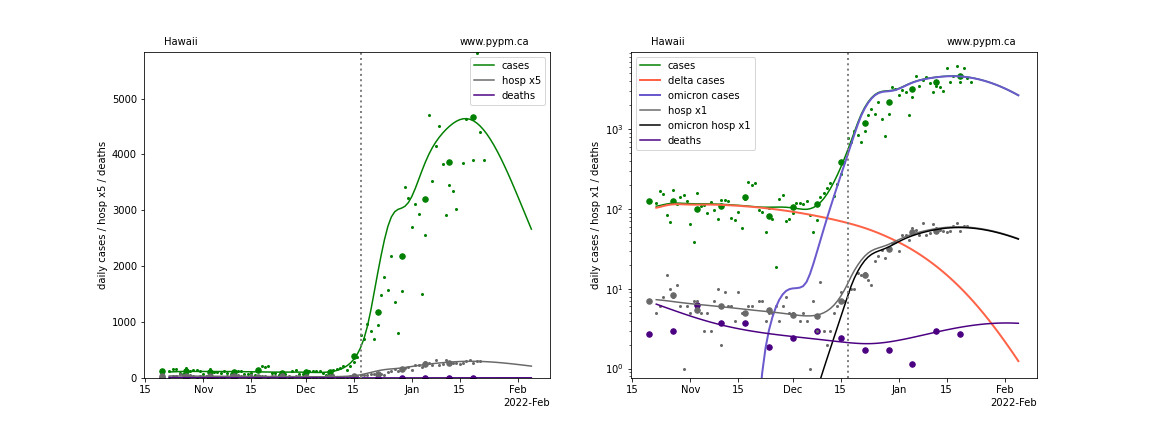 Hawaii www.pypm.ca
cases
hosp x5
deaths
daily cases / hosp x5 / deaths
5000
4000
3000
2000
1000
0
15 Nov 15 Dec 15 Jan 15 Feb
2022-Feb
Hawaii www.pypm.ca
cases
delta cases
omicron cases
hosp x1
omicron hosp x1
deaths
daily cases / hosp x1 / deaths
10³
10²
10¹
10⁰
15 Nov 15 Dec 15 Jan 15 Feb
2022-Feb